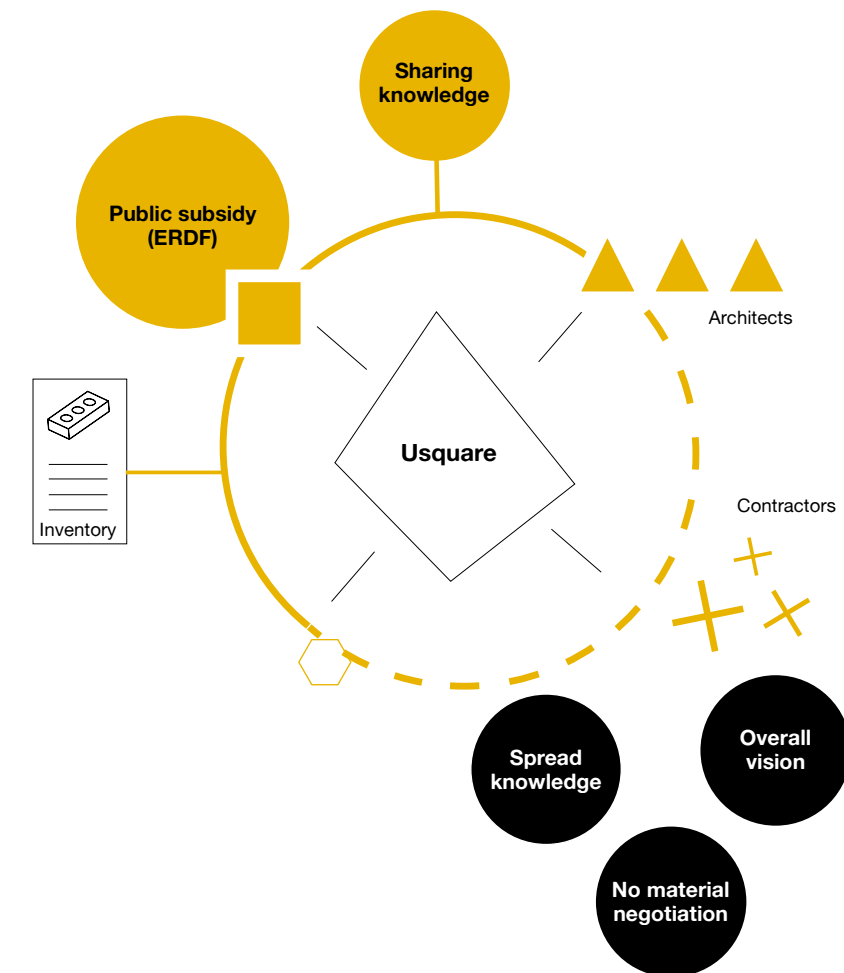 Sharing
knowledge
Public subsidy
(ERDF)
Architects
Usquare
Contractors
Inventory
Overall
vision
Spread
knowledge
No material
negotiation